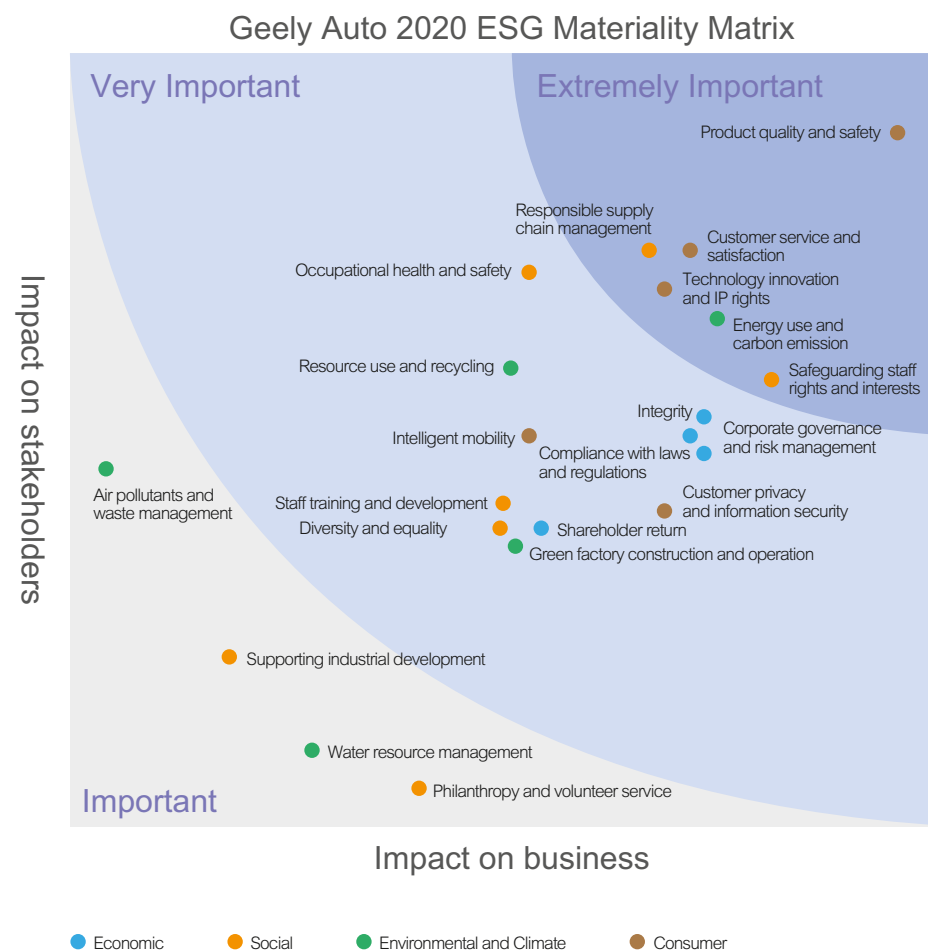 Geely Auto 2020 ESG Materiality Matrix
Very Important
Extremely Important
Product quality and safety
Responsible supply
chain management
Customer service and
satisfaction
Occupational health and safety
Technology innovation
and IP rights
Energy use and
carbon emission
Resource use and recycling
Safeguarding staff
rights and interests
Integrity
Corporate governance
and risk management
Intelligent mobility
Compliance with laws
and regulations
Air pollutants and
waste management
Staff training and development
Customer privacy
and information security
Diversity and equality
Shareholder return
Green factory construction and operation
Supporting industrial development
Water resource management
Philanthropy and volunteer service
Important
Impact on stakeholders
Impact on business
Economic
Social
Environmental and Climate
Consumer